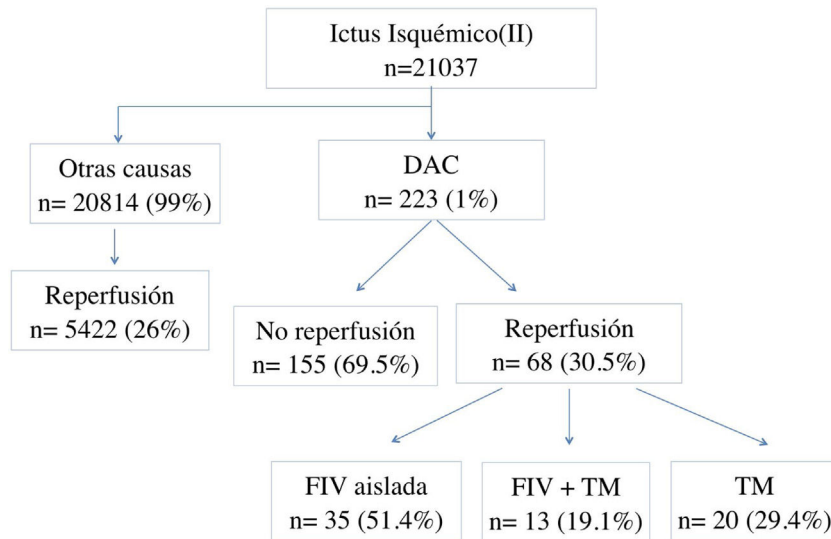 Ictus Isquémico(II)
n=21037
Otras causas
n= 20814 (99%)
DAC
n= 223 (1%)
Reperfusión
n= 5422 (26%)
No reperfusión
n= 155 (69.5%)
Reperfusión
n= 68 (30.5%)
FIV aislada
n= 35 (51.4%)
FIV + TM
n= 13 (19.1%)
TM
n= 20 (29.4%)